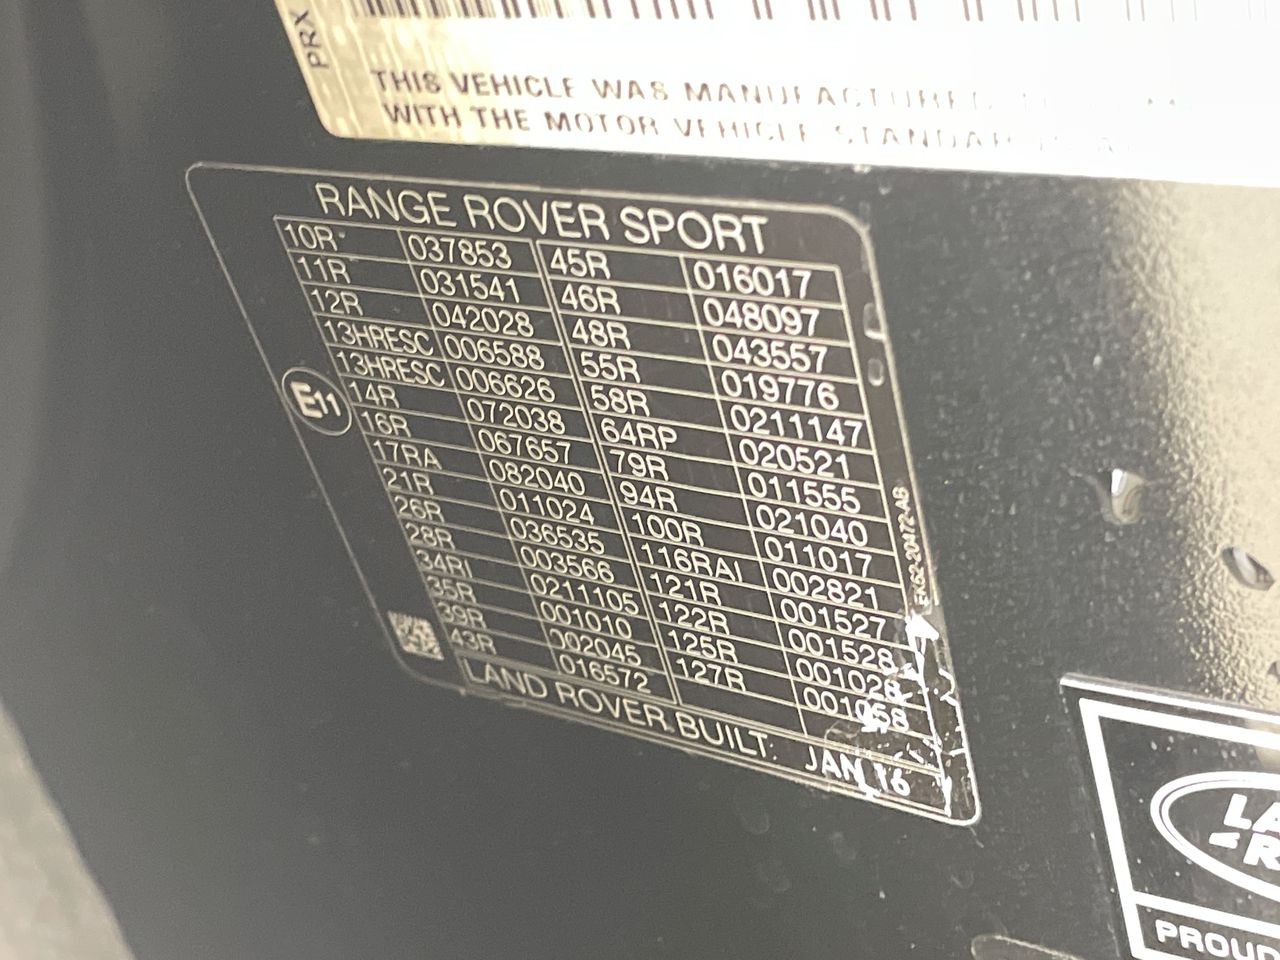 PRX
THIS VEHICLE WAS MANUFACTURED
WITH THE MOTOR VEHICLE STANDARDS
RANGE ROVER SPORT
10R 037853 45R 016017
11R 031541 46R 048097
12R 042028 48R 043557
13HRESC 006588 55R 019776
13HRESC 006626 58R 0211147
14R 072038 64RP 020521
16R 067657 79R 011555
17RA 082040 94R 021040
21R 011024 100R 011017
26R 036535 116RAI 002821
28R 003566 121R 001527
34RI 0211105 122R 001528
35R 001010 125R 001028
39R 002045 127R 001058
43R 016572
E11
LAND ROVER BUILT: JAN 16
PROUD